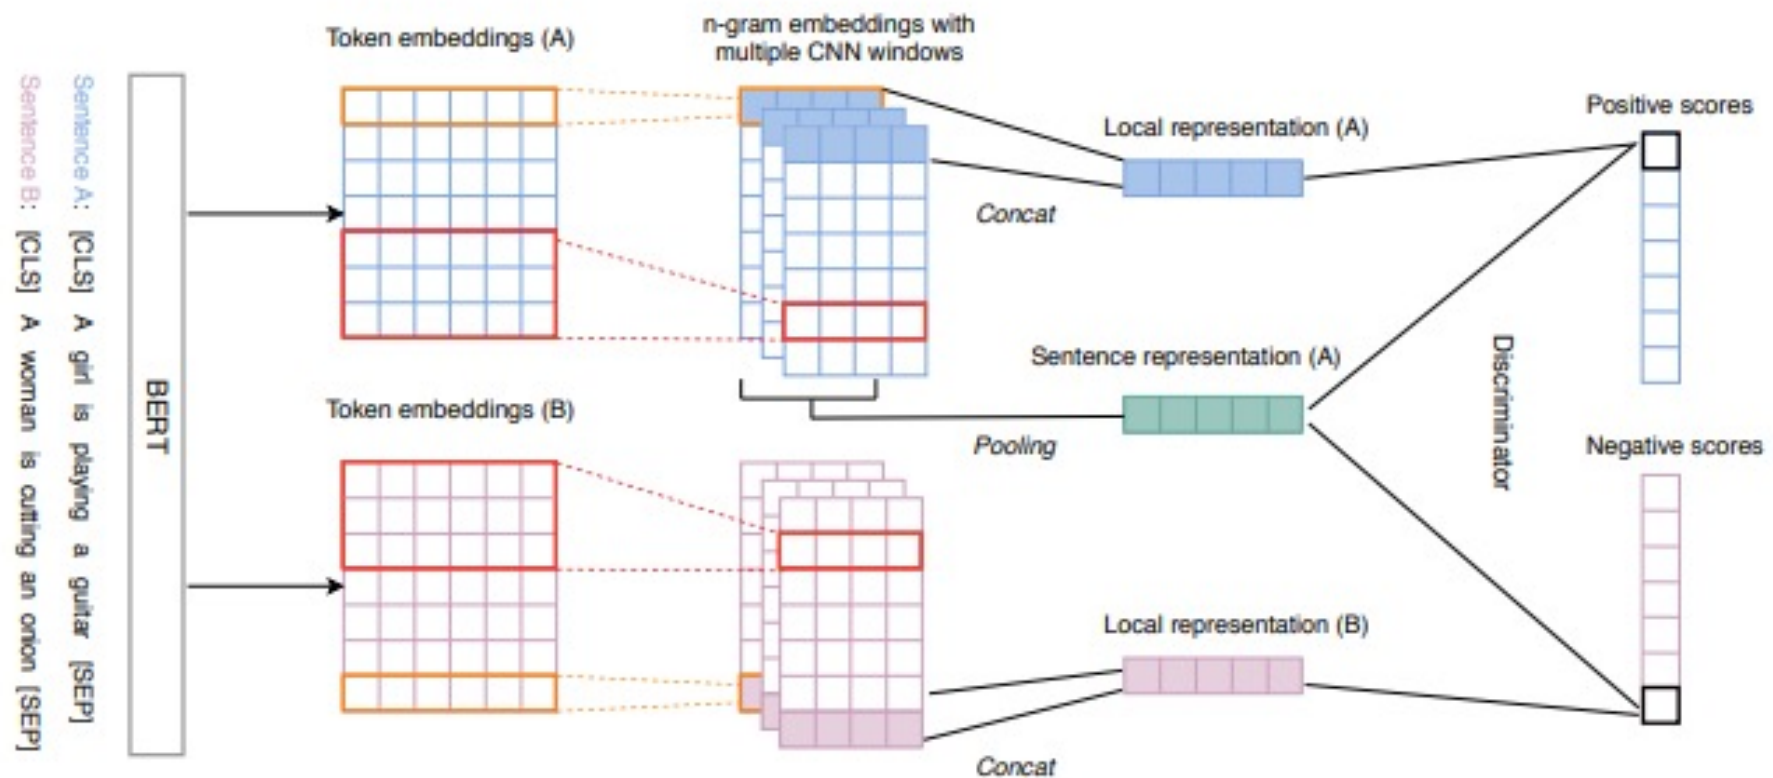 Sentence B: [CLS] A woman is cutting an onion [SEP]
Sentence A: [CLS] A girl is playing a guitar [SEP]
BERT
Token embeddings (A)
n-gram embeddings with
multiple CNN windows
Local representation (A)
Positive scores
Concat
Sentence representation (A)
Discriminator
Token embeddings (B)
Pooling
Negative scores
Local representation (B)
Concat